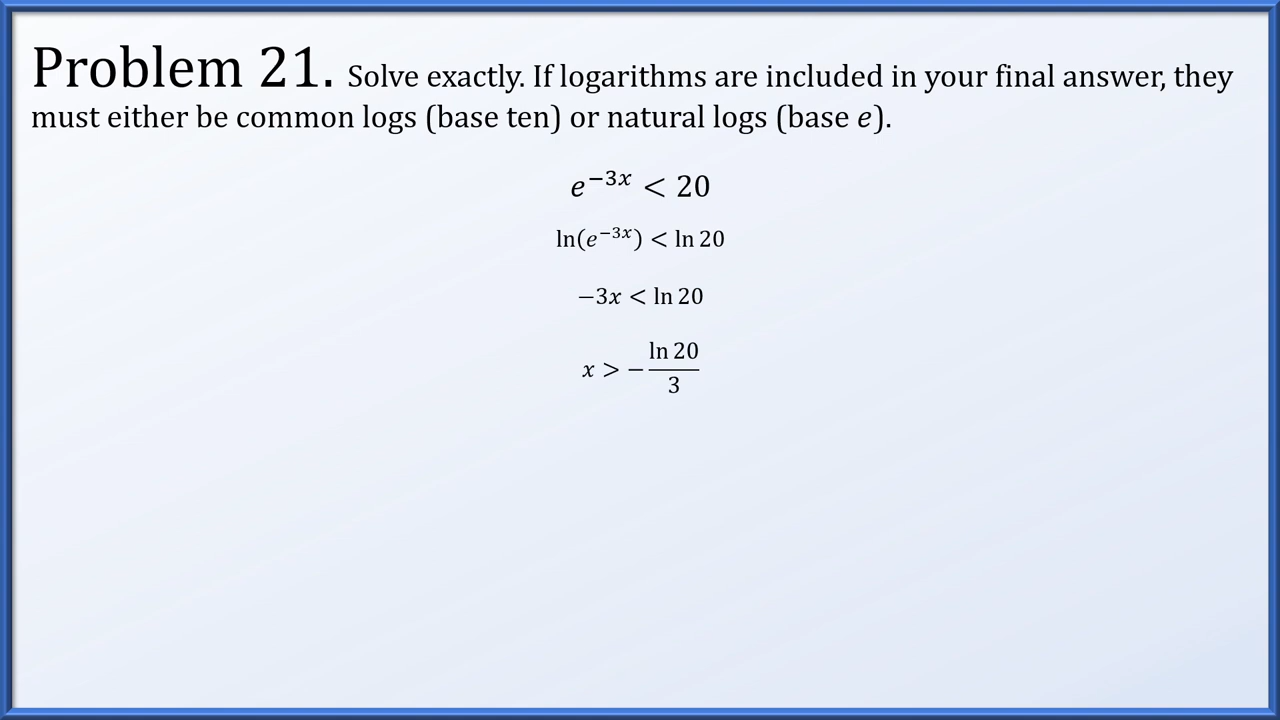 Problem 21. Solve exactly. If logarithms are included in your final answer, they
must either be common logs (base ten) or natural logs (base e).
e^{−3x} < 20
ln(e^{−3x}) < ln 20
−3x < ln 20
x > −\frac{ln 20}{3}